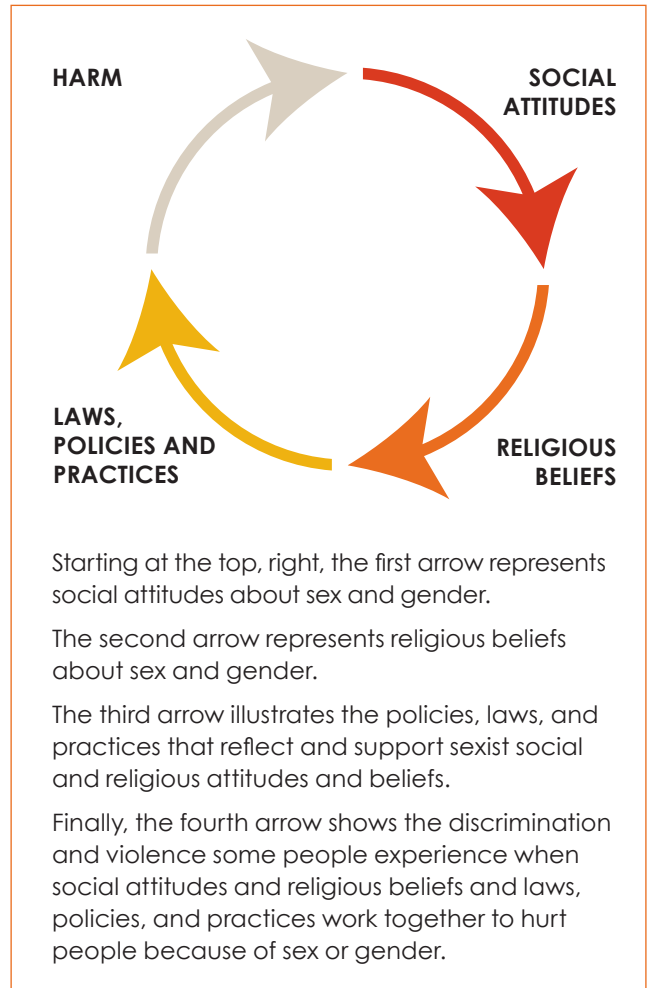 HARM
SOCIAL
ATTITUDES
LAWS,
POLICIES AND
PRACTICES
RELIGIOUS
BELIEFS
Starting at the top, right, the first arrow represents
social attitudes about sex and gender.
The second arrow represents religious beliefs
about sex and gender.
The third arrow illustrates the policies, laws, and
practices that reflect and support sexist social
and religious attitudes and beliefs.
Finally, the fourth arrow shows the discrimination
and violence some people experience when
social attitudes and religious beliefs and laws,
policies, and practices work together to hurt
people because of sex or gender.